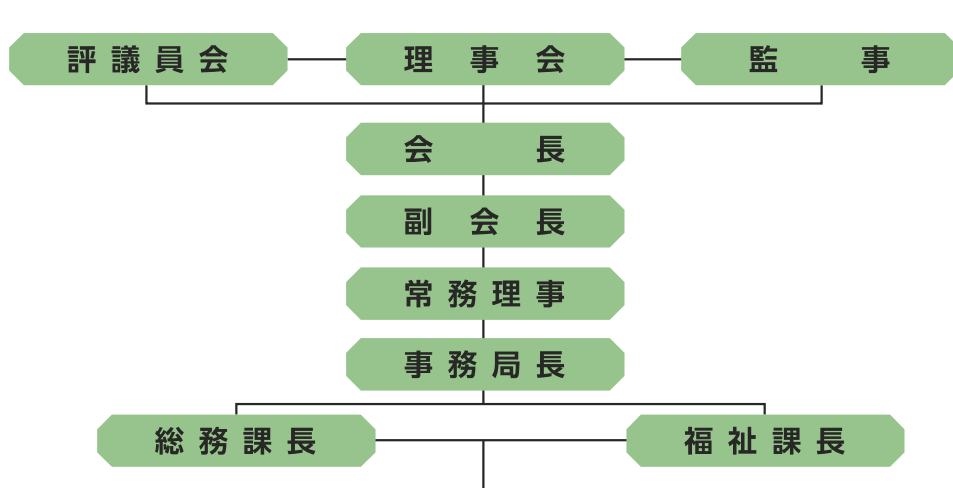 評議員会
理事会
監事
会長
副会長
常務理事
事務局長
総務課長
福祉課長